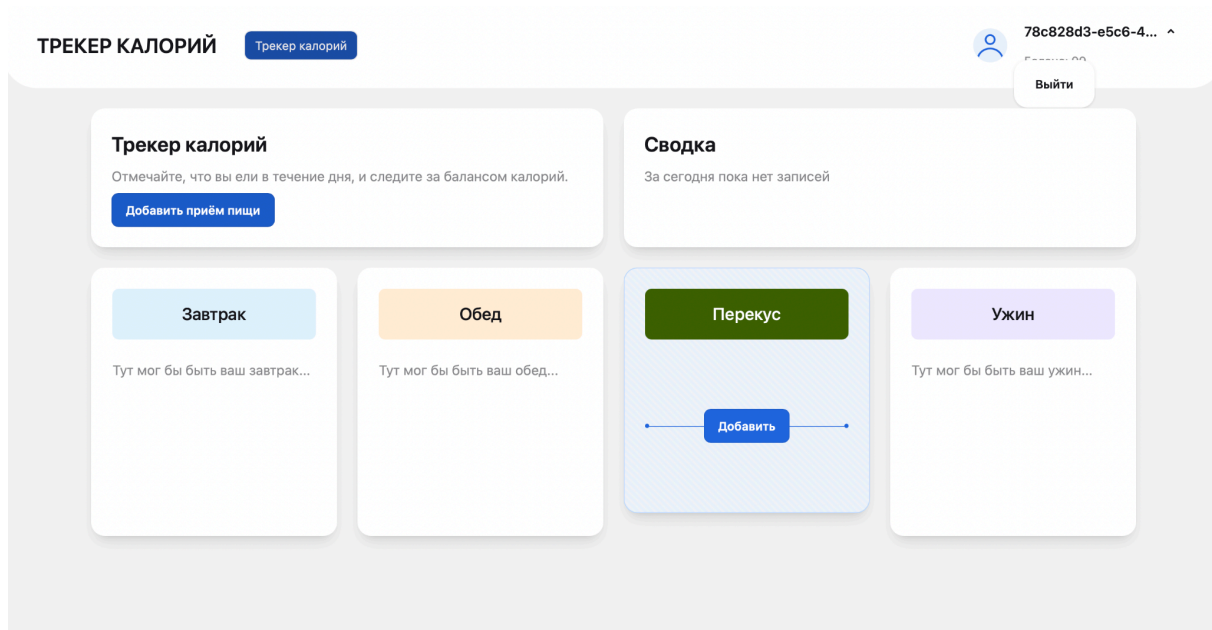 ТРЕКЕР КАЛОРИЙ
Трекер калорий
78c828d3-e5c6-4...
Выйти
Трекер калорий
Отмечайте, что вы ели в течение дня, и следите за балансом калорий.
Добавить приём пищи
Сводка
За сегодня пока нет записей
Завтрак
Тут мог бы быть ваш завтрак...
Обед
Тут мог бы быть ваш обед...
Перекус
Добавить
Ужин
Тут мог бы быть ваш ужин...